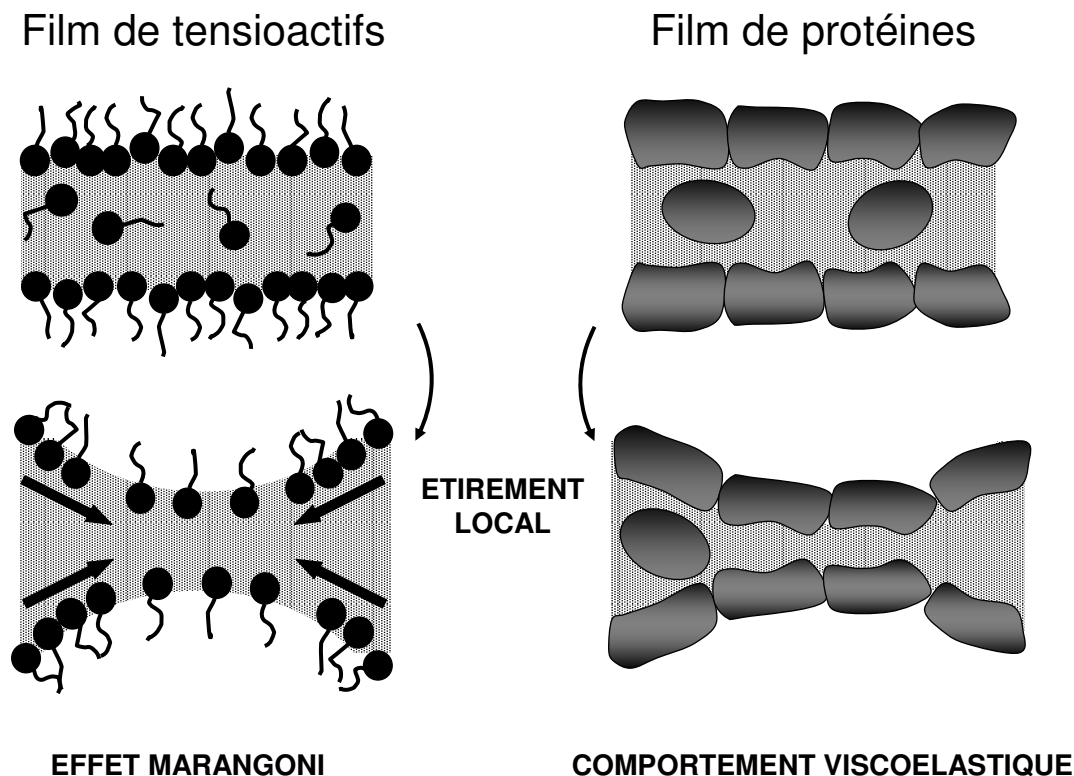 Film de tensioactifs
Film de protéines
ETIREMENT
LOCAL
EFFET MARANGONI
COMPORTEMENT VISCOELASTIQUE